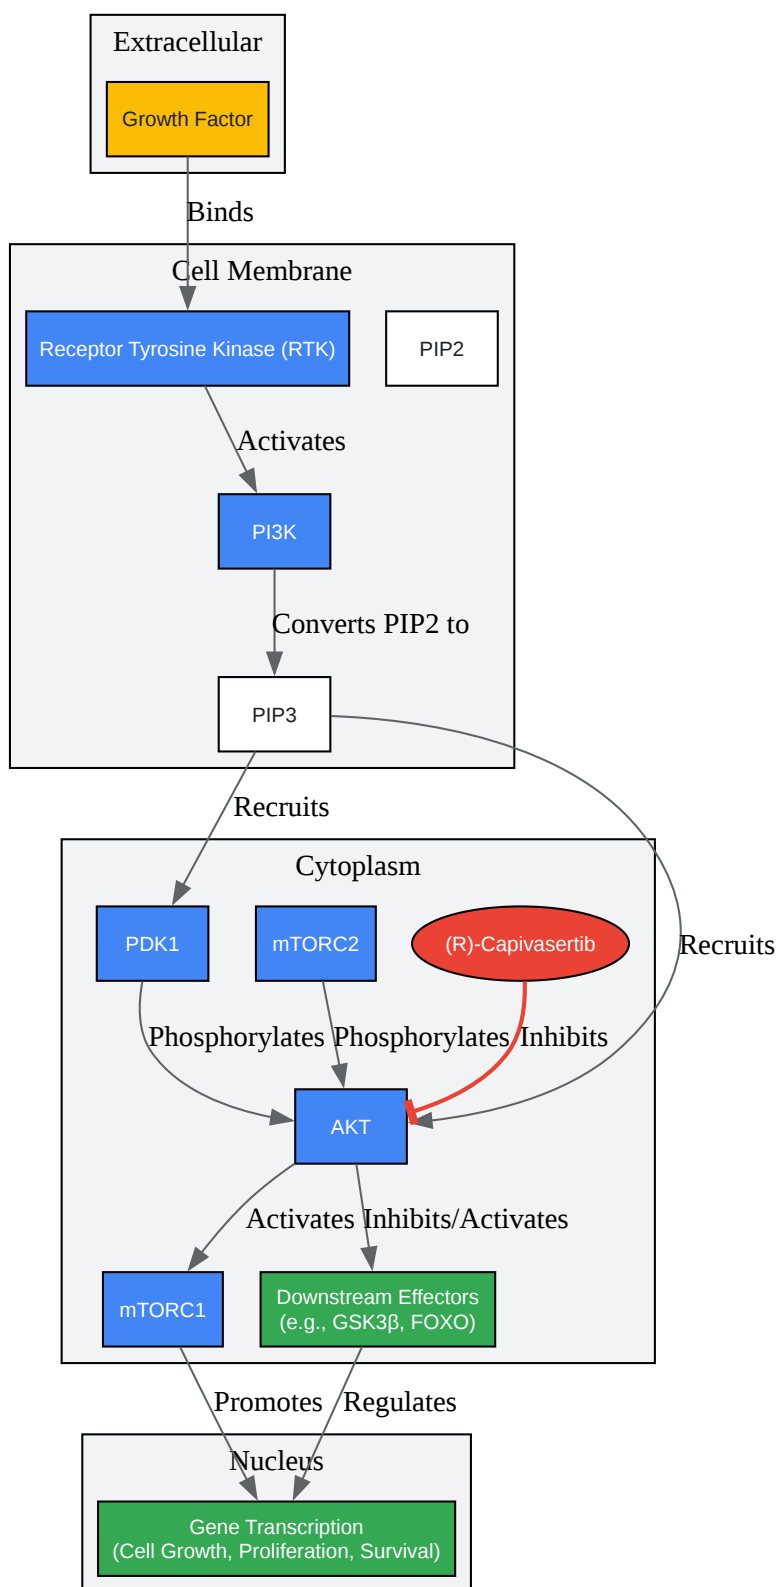 Extracellular
Growth Factor
Binds
Cell Membrane
Receptor Tyrosine Kinase (RTK)
PIP2
Activates
PI3K
Converts PIP2 to
PIP3
Recruits
Cytoplasm
PDK1
mTORC2
(R)-Capivasertib
Recruits
Phosphorylates
Phosphorylates
Inhibits
AKT
Activates
Inhibits/Activates
mTORC1
Downstream Effectors
(e.g., GSK3β, FOXO)
Promotes
Regulates
Nucleus
Gene Transcription
(Cell Growth, Proliferation, Survival)